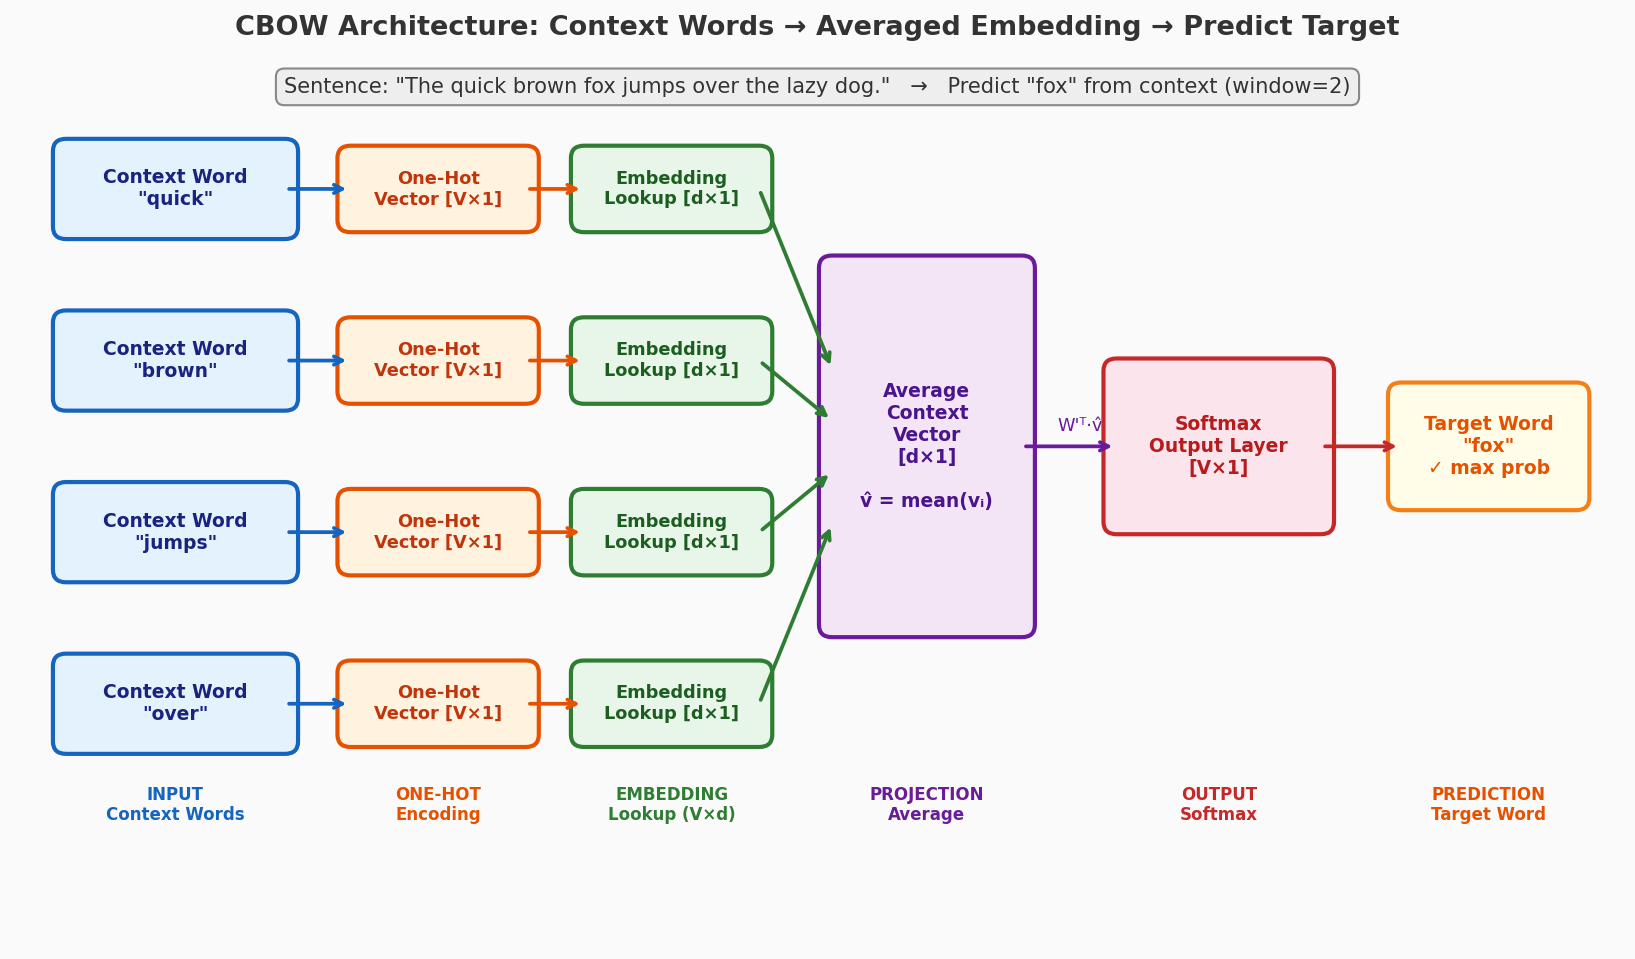 CBOW Architecture: Context Words → Averaged Embedding → Predict Target
Sentence: "The quick brown fox jumps over the lazy dog."   →   Predict "fox" from context (window=2)
Context Word
"quick"
One-Hot
Vector [V×1]
Embedding
Lookup [d×1]
Context Word
"brown"
One-Hot
Vector [V×1]
Embedding
Lookup [d×1]
Context Word
"jumps"
One-Hot
Vector [V×1]
Embedding
Lookup [d×1]
Context Word
"over"
One-Hot
Vector [V×1]
Embedding
Lookup [d×1]
Average
Context
Vector
[d×1]
v̂ = mean(vᵢ)
W'ᵀ·v̂
Softmax
Output Layer
[V×1]
Target Word
"fox"
✓ max prob
INPUT
Context Words
ONE-HOT
Encoding
EMBEDDING
Lookup (V×d)
PROJECTION
Average
OUTPUT
Softmax
PREDICTION
Target Word